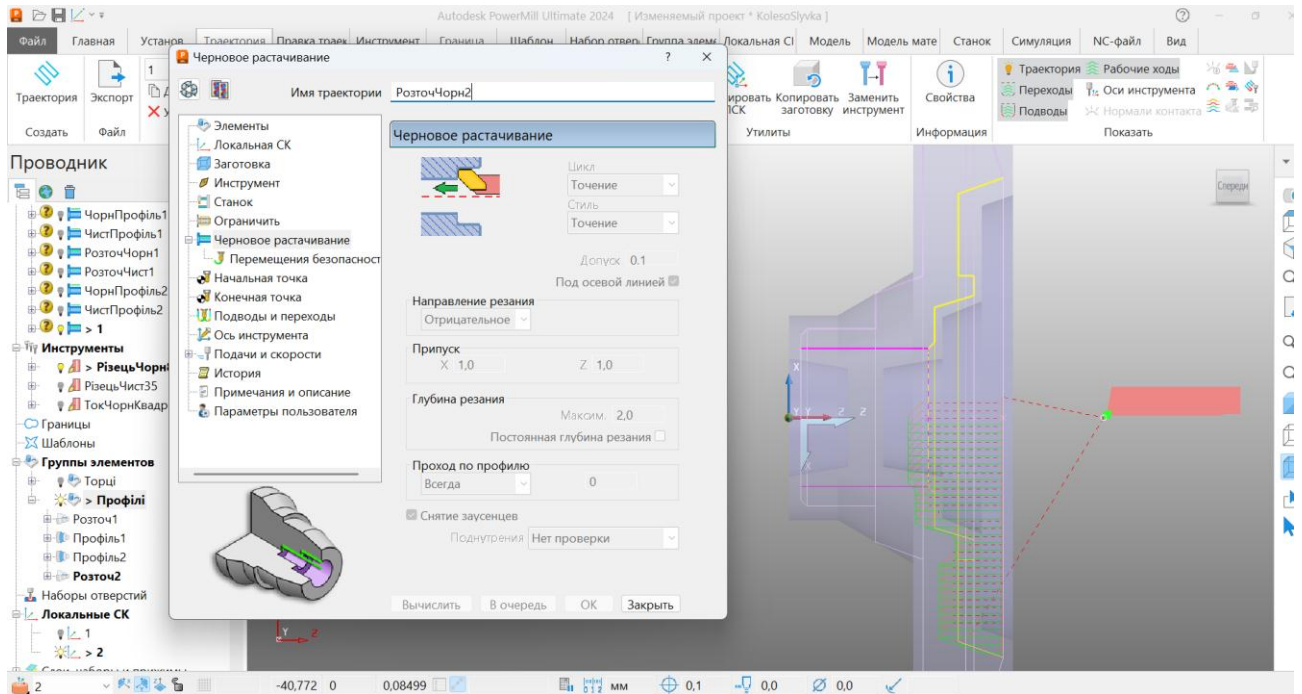 Autodesk PowerMill Ultimate 2024 [ Изменяемый проект * KolesoSlyvka ]
Файл Главная Установ Траектория Правка траек Инструмент Граница Шаблон Набор отвер Группа элеме Локальная СІ Модель Модель мате Станок Симуляция NC-файл Вид
Траектория
Экспорт
1
Создать
Файл
ировать Копировать Заменить
ЛСК заготовку инструмент
Утилиты
Свойства
Информация
Траектория Рабочие ходы
Переходы Оси инструмента
Подводы Нормали контакта
Показать
Проводник
ЧорнПрофіль1
ЧистПрофіль1
РозточЧорн1
РозточЧист1
ЧорнПрофіль2
ЧистПрофіль2
> 1
Инструменты
> РізецьЧорн
РізецьЧист35
ТокЧорнКвадр
Границы
Шаблоны
Группы элементов
Торці
> Профілі
Розточ1
Профіль1
Профіль2
Розточ2
Наборы отверстий
Локальные СК
1
> 2
Черновое растачивание ? ×
Имя траектории РозточЧорн2
Элементы
Локальная СК
Заготовка
Инструмент
Станок
Ограничить
Черновое растачивание
Перемещения безопасност
Начальная точка
Конечная точка
Подводы и переходы
Ось инструмента
Подачи и скорости
История
Примечания и описание
Параметры пользователя
Черновое растачивание
Цикл
Точение
Стиль
Точение
Допуск 0.1
Под осевой линией
Направление резания
Отрицательное
Припуск
X 1,0 Z 1,0
Глубина резания
Максим. 2,0
Постоянная глубина резания
Проход по профилю
Всегда 0
Снятие заусенцев
Поднутрения Нет проверки
Вычислить В очередь ОК Закрыть
Спереди
X
Y Y Z Z
X
Y Z
2 -40,772 0 0,08499 мм 0,1 0,0 0,0